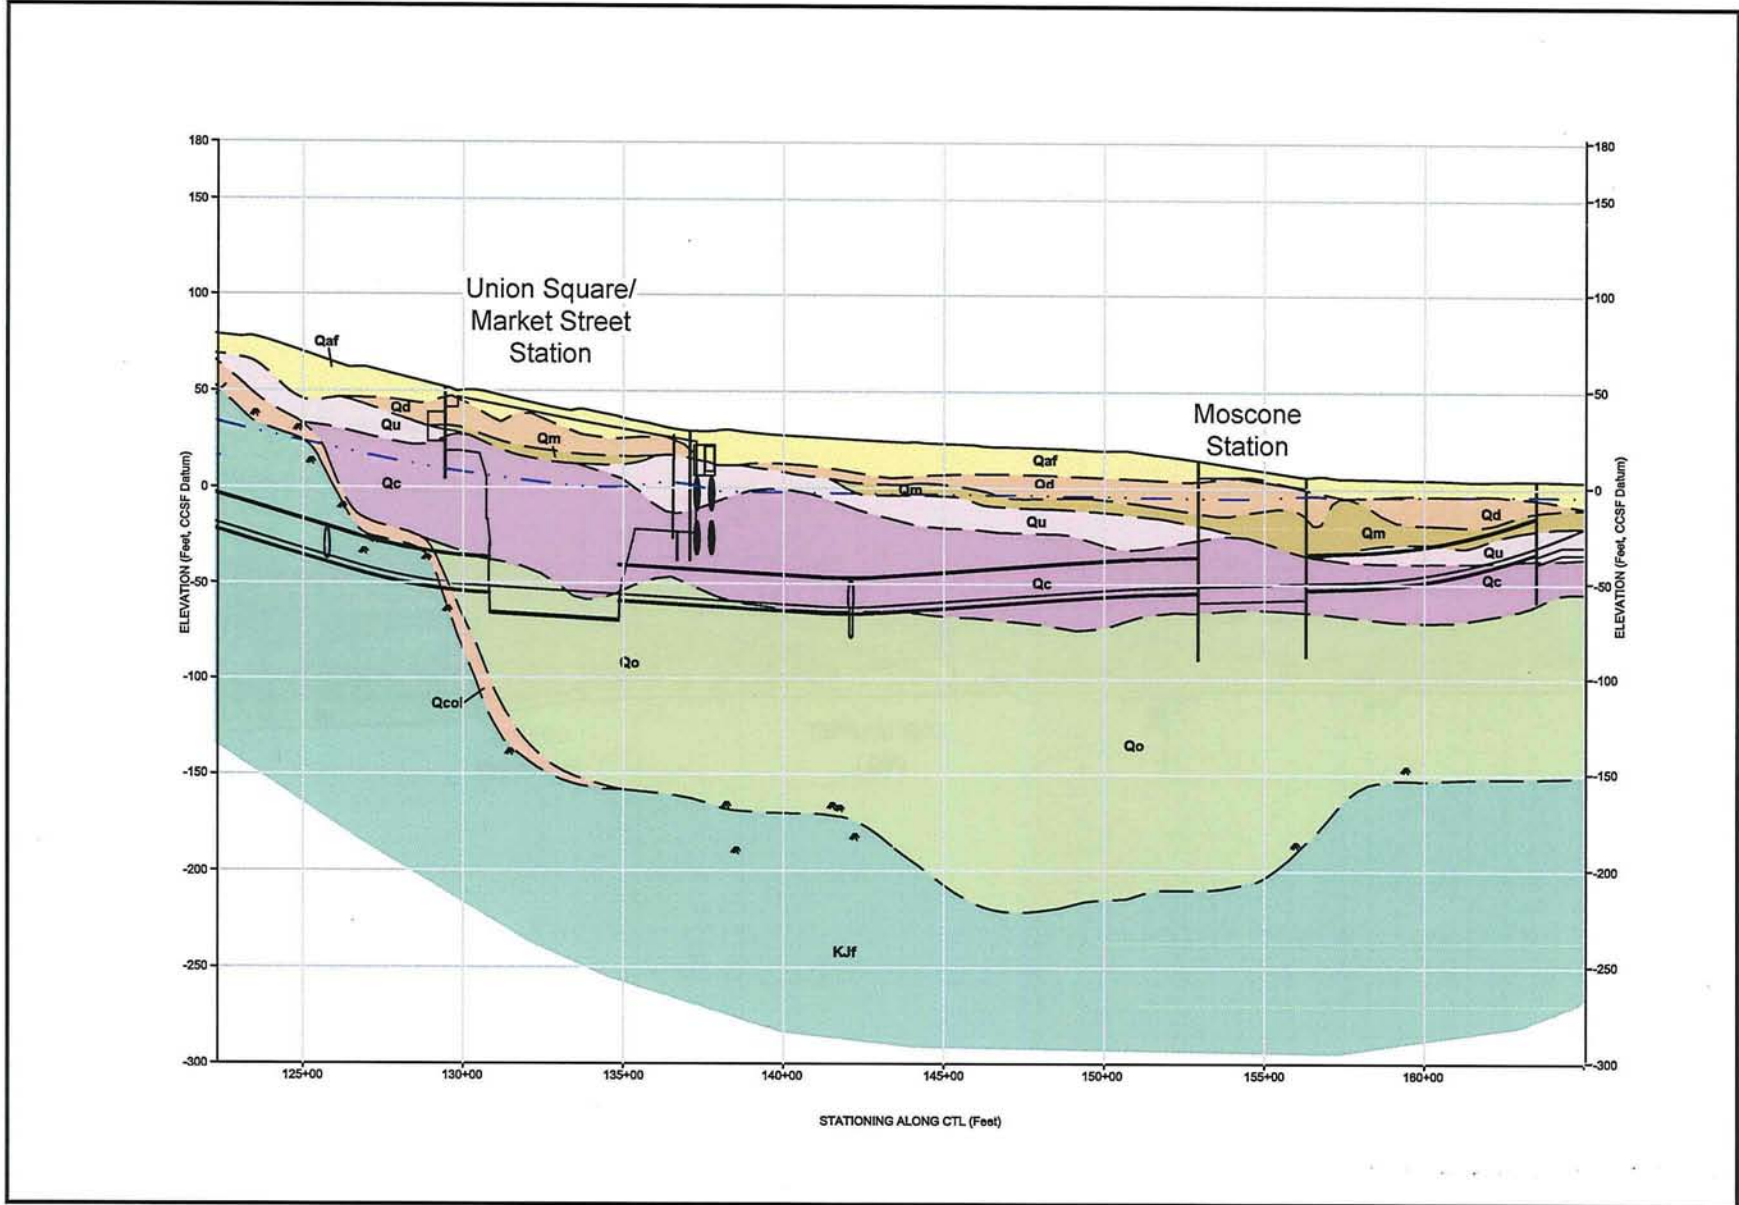 180
150
100
50
0
-50
-100
-150
-200
-250
-300
ELEVATION (Feet, CCSF Datum)
Union Square/
Market Street
Station
Moscone
Station
Qaf
Qd
Qu
Qm
Qc
Qaf
Qd
Qm
Qu
Qm
Qd
Qu
Qc
Qc
Qo
Qcol
Qo
KJf
180
150
100
50
0
-50
-100
-150
-200
-250
-300
ELEVATION (Feet, CCSF Datum)
125+00 130+00 135+00 140+00 145+00 150+00 155+00 160+00
STATIONING ALONG CTL (Feet)